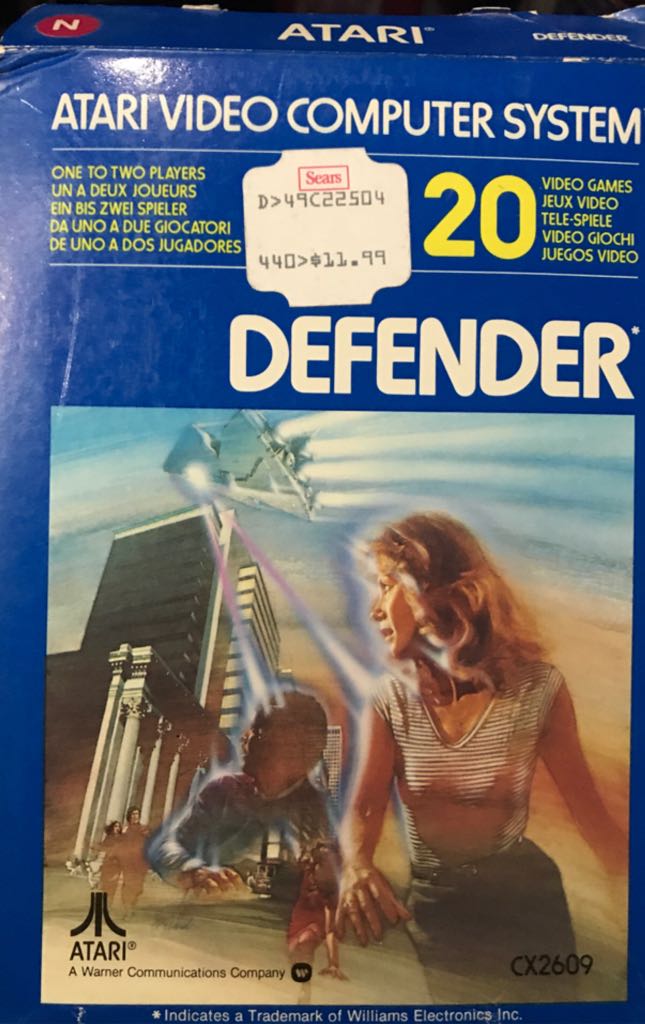 N
ATARI®
DEFENDER
ATARI® VIDEO COMPUTER SYSTEM™
ONE TO TWO PLAYERS
UN A DEUX JOUEURS
EIN BIS ZWEI SPIELER
DA UNO A DUE GIOCATORI
DE UNO A DOS JUGADORES
Sears
D>49C22504
440>$11.99
20
VIDEO GAMES
JEUX VIDEO
TELE-SPIELE
VIDEO GIOCHI
JUEGOS VIDEO
DEFENDER*
ATARI®
A Warner Communications Company
CX2609
*Indicates a Trademark of Williams Electronics Inc.